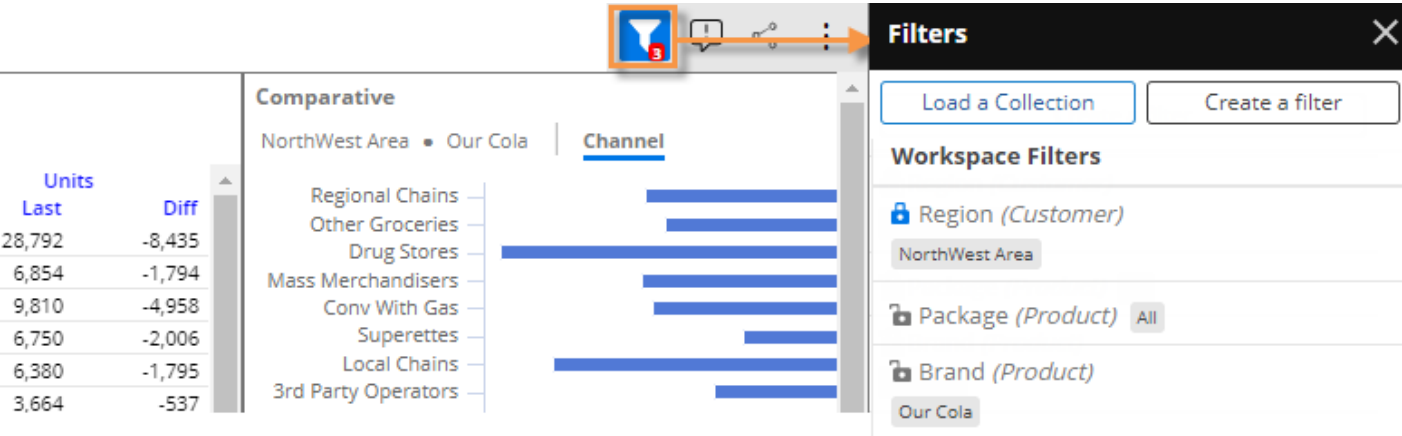 3
Filters
Load a Collection
Create a filter
Workspace Filters
Region (Customer)
NorthWest Area
Package (Product) All
Brand (Product)
Our Cola
Units
Last Diff
28,792 -8,435
6,854 -1,794
9,810 -4,958
6,750 -2,006
6,380 -1,795
3,664 -537
Comparative
NorthWest Area • Our Cola Channel
Regional Chains
Other Groceries
Drug Stores
Mass Merchandisers
Conv With Gas
Superettes
Local Chains
3rd Party Operators